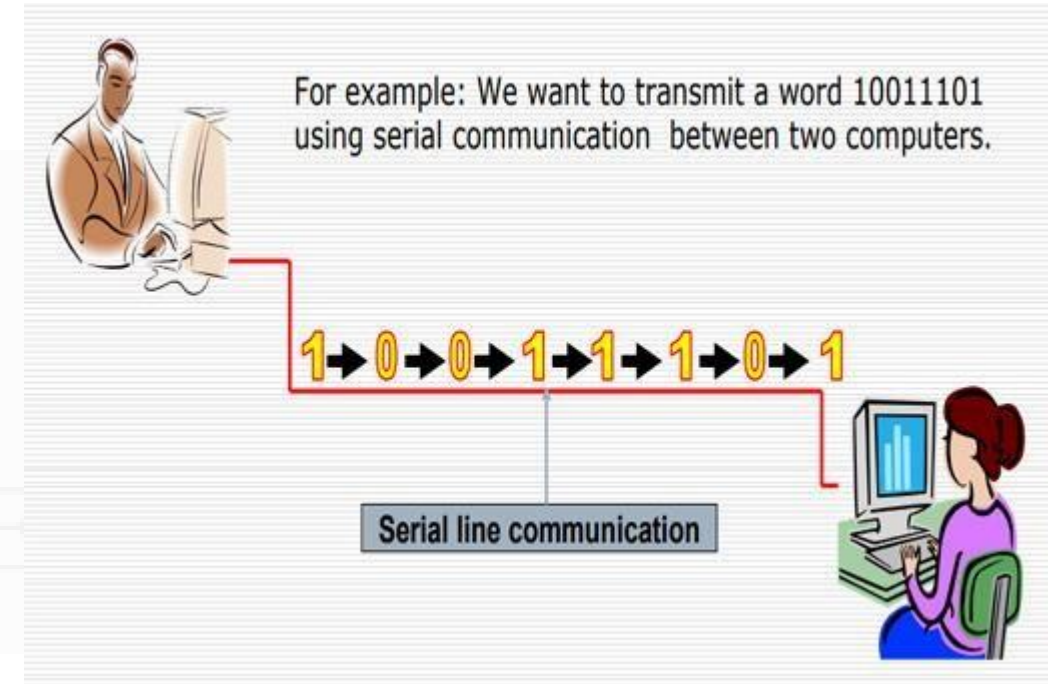 For example: We want to transmit a word 10011101
using serial communication between two computers.
1 0 0 1 1 1 0 1
Serial line communication